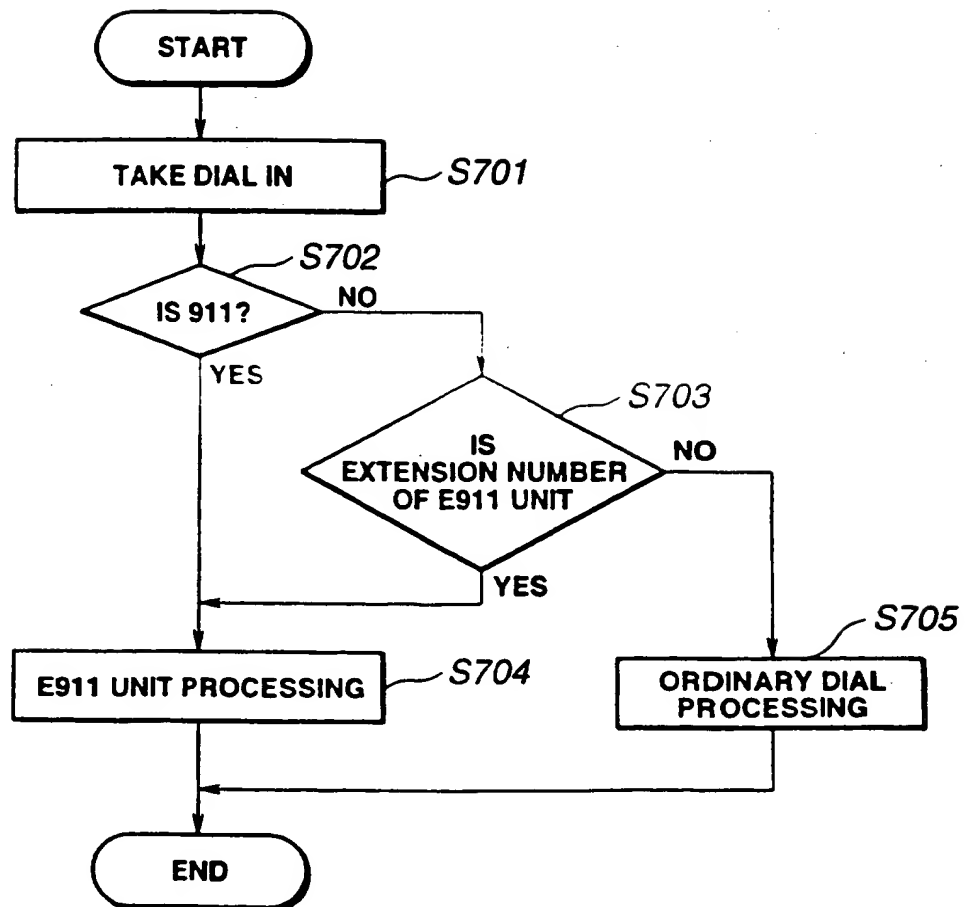 START
TAKE DIAL IN
S701
S702
IS 911?
NO
YES
S703
IS
EXTENSION NUMBER
OF E911 UNIT
NO
YES
S705
E911 UNIT PROCESSING
S704
ORDINARY DIAL
PROCESSING
END